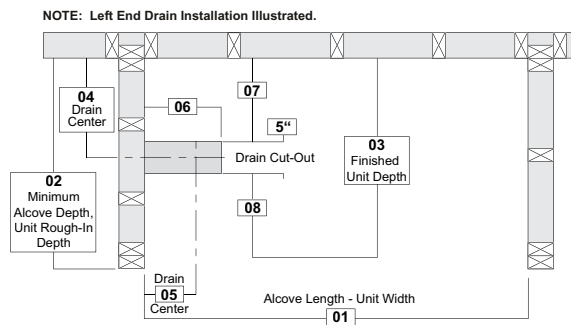 NOTE: Left End Drain Installation Illustrated.
04
Drain
Center
06
07
5“
Drain Cut-Out
03
Finished
Unit Depth
02
Minimum
Alcove Depth,
Unit Rough-In
Depth
08
Drain
05
Center
Alcove Length - Unit Width
01